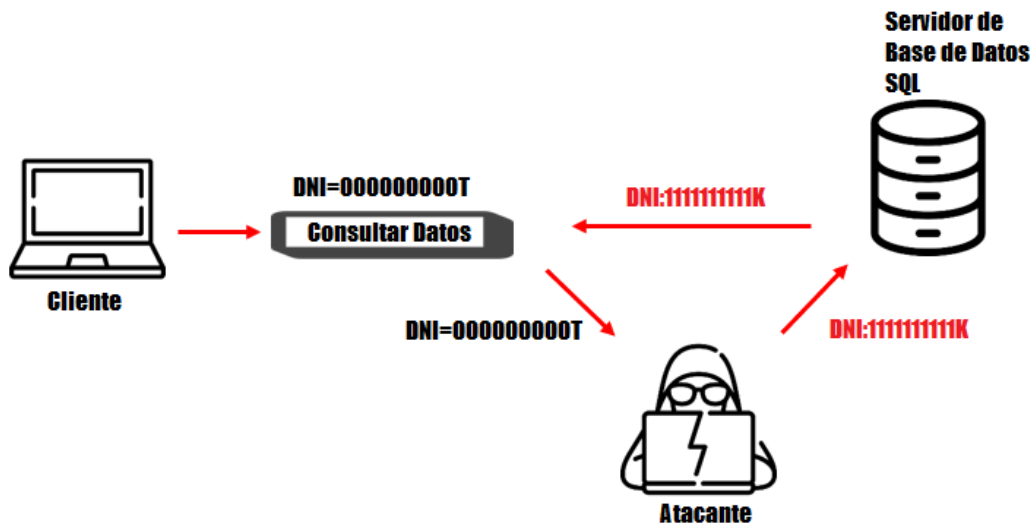 Servidor de
Base de Datos
SQL
DNI=000000000T
DNI:1111111111K
Consultar Datos
Cliente
DNI=000000000T
DNI:1111111111K
Atacante